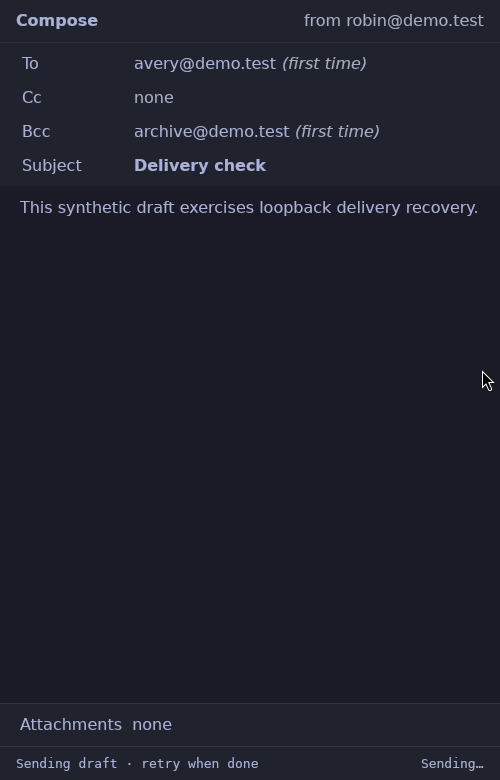 Compose from robin@demo.test
To avery@demo.test (first time)
Cc none
Bcc archive@demo.test (first time)
Subject Delivery check
This synthetic draft exercises loopback delivery recovery.
Attachments none
Sending draft · retry when done Sending…